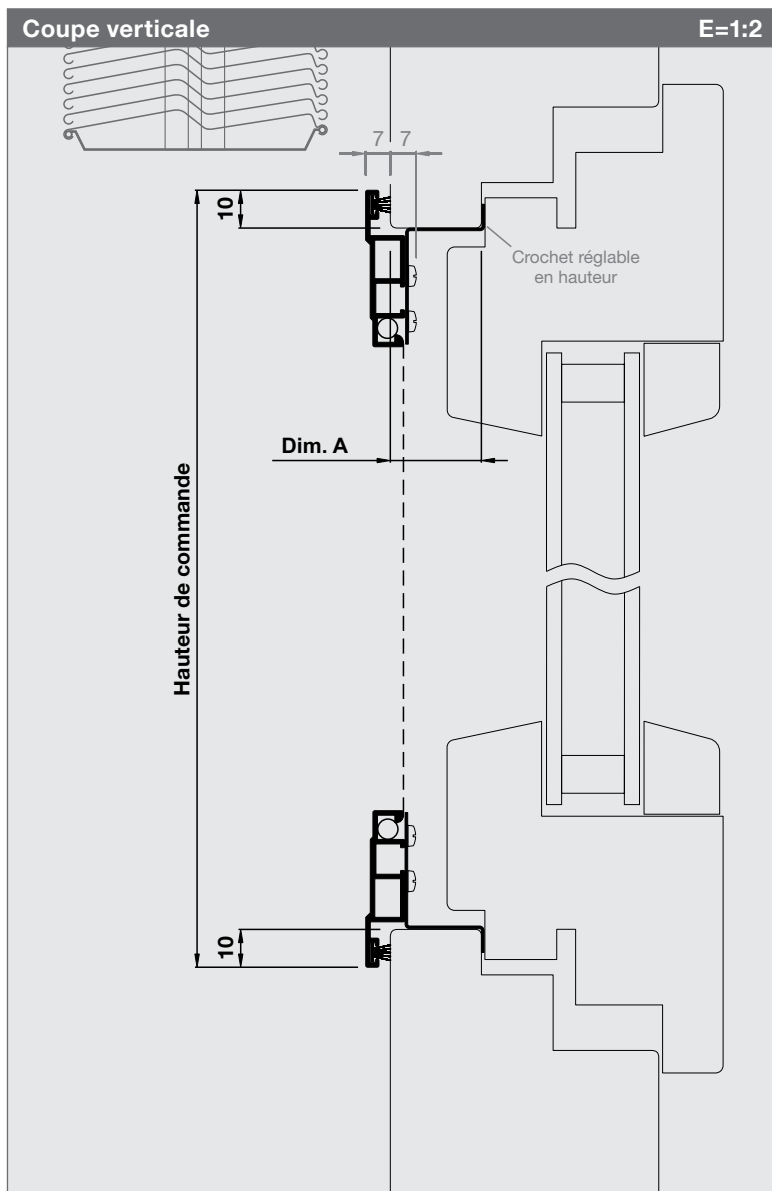 Coupe verticale E=1:2
7 7
10
Crochet réglable
en hauteur
Dim. A
Hauteur de commande
10